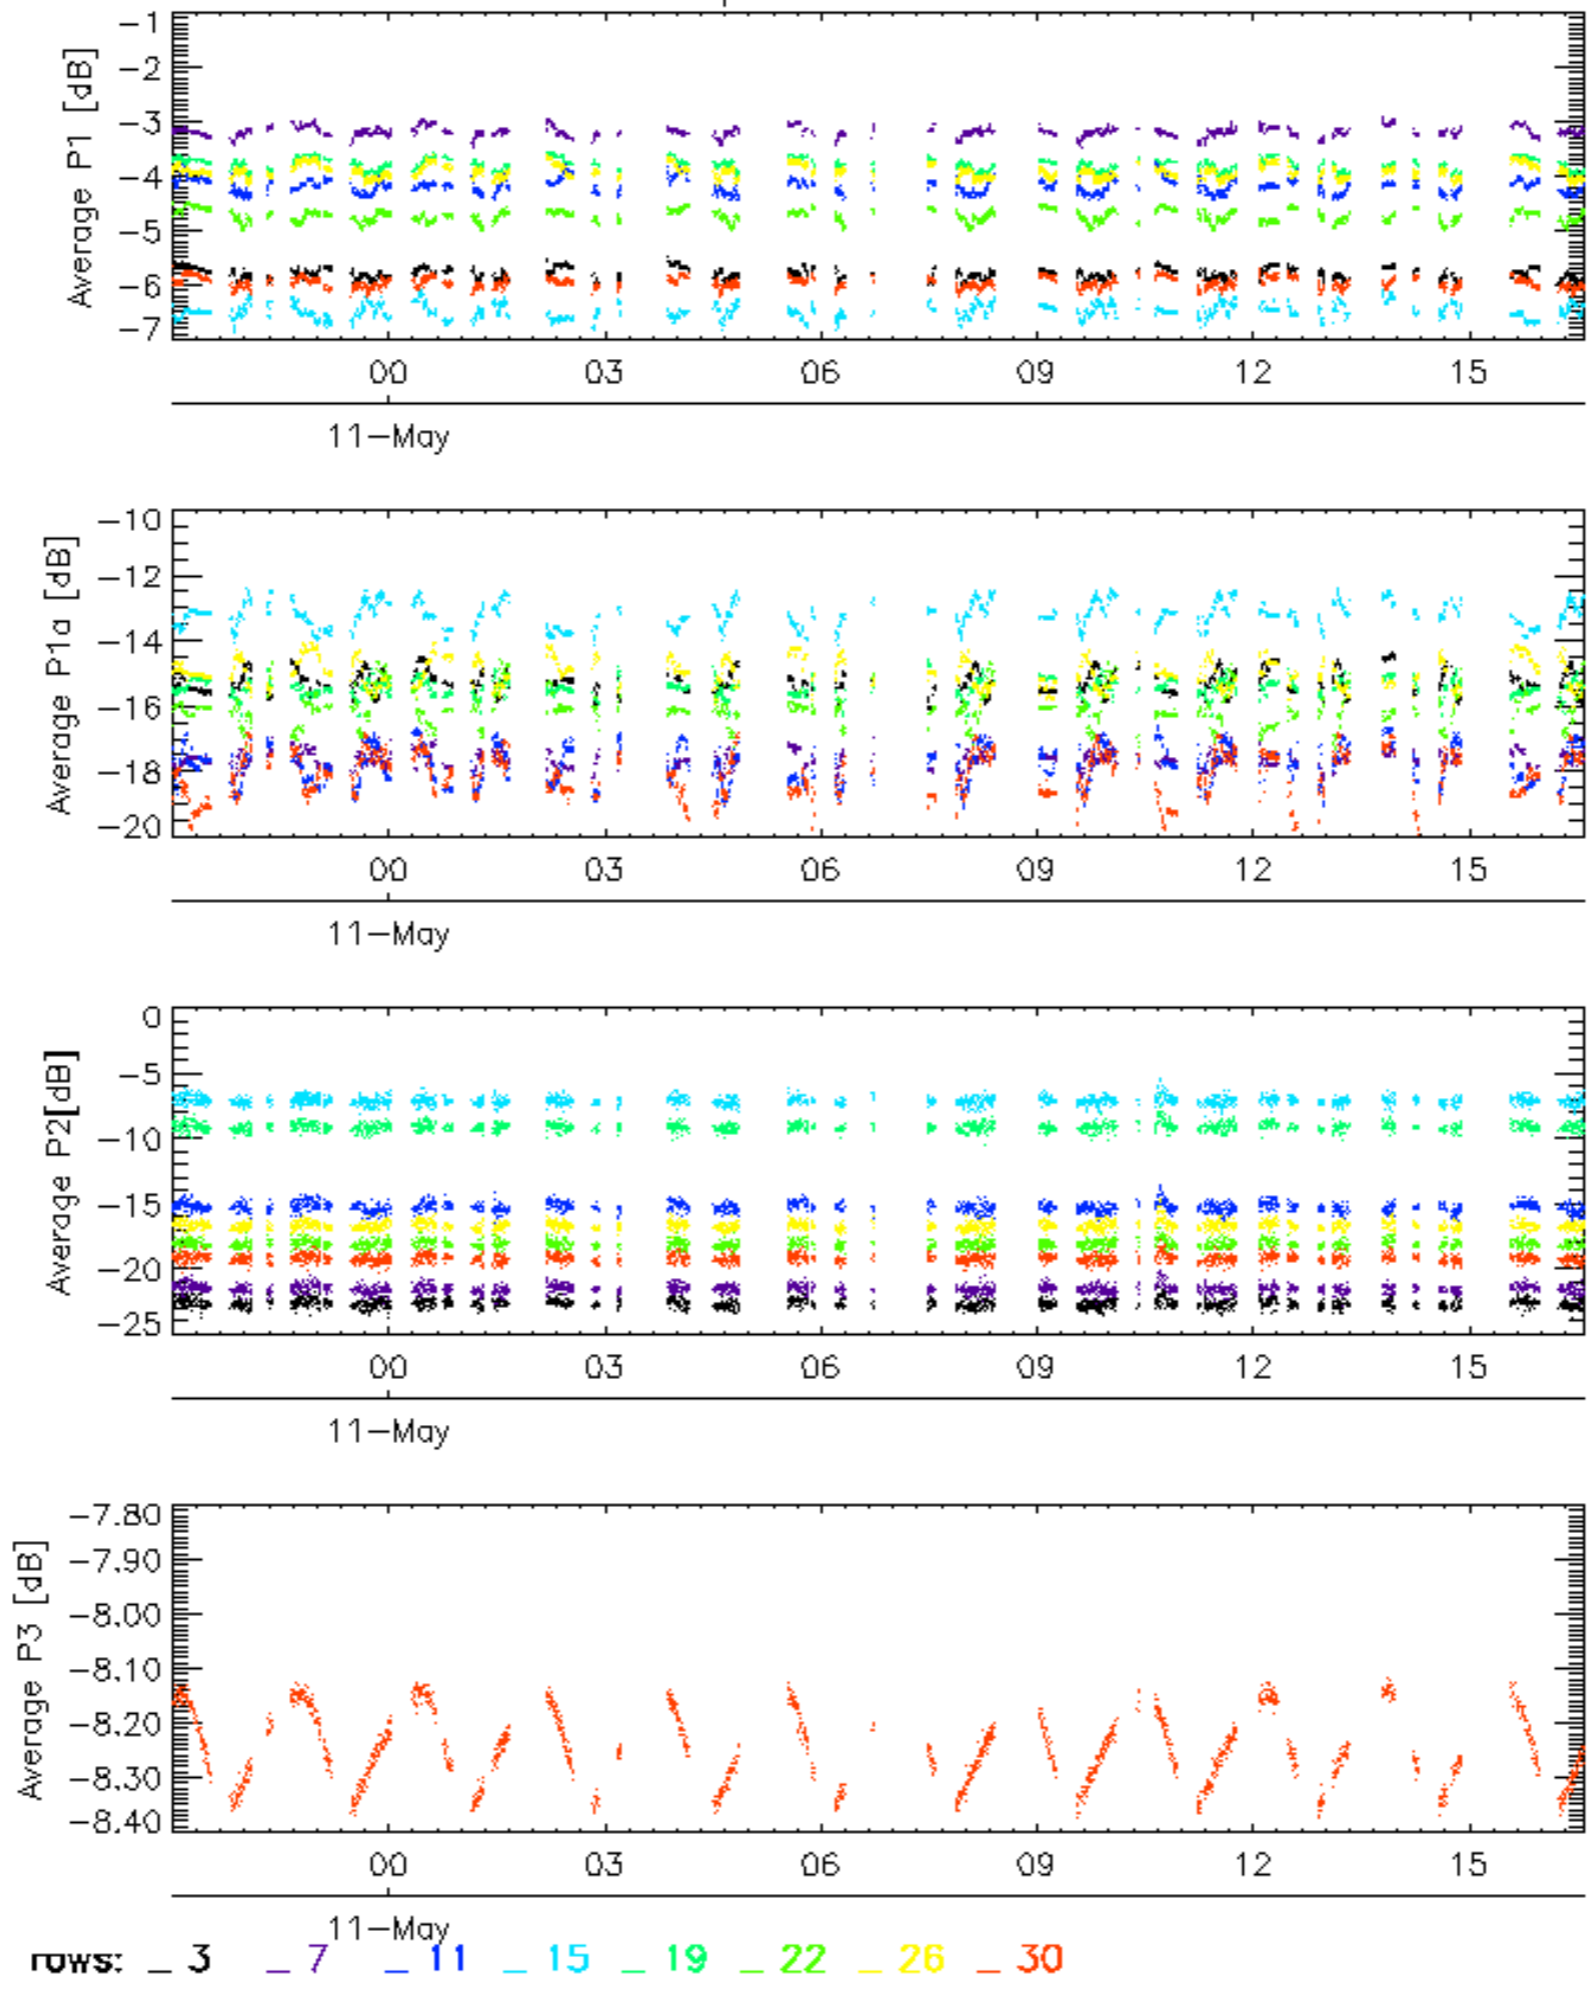 Average P1 [dB]
-1
-2
-3
-4
-5
-6
-7
00 03 06 09 12 15
11-May
Average P1a [dB]
-10
-12
-14
-16
-18
-20
00 03 06 09 12 15
11-May
Average P2[dB]
0
-5
-10
-15
-20
-25
00 03 06 09 12 15
11-May
Average P3 [dB]
-7.80
-7.90
-8.00
-8.10
-8.20
-8.30
-8.40
00 03 06 09 12 15
11-May
rows: _ 3 _ 7 _ 11 _ 15 _ 19 _ 22 _ 26 _ 30